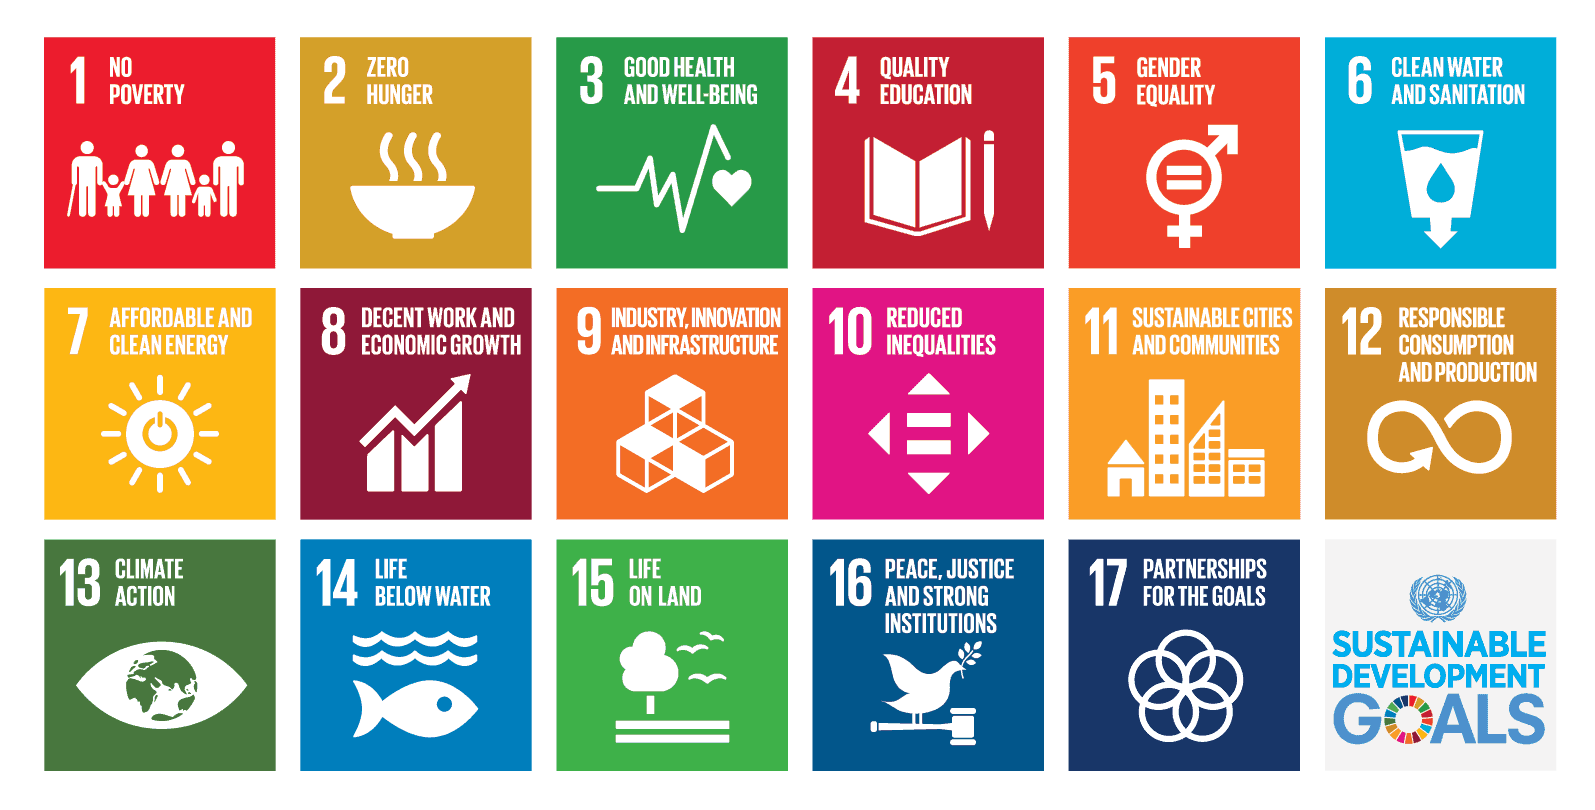 1 NO
POVERTY
2 ZERO
HUNGER
3 GOOD HEALTH
AND WELL-BEING
4 QUALITY
EDUCATION
5 GENDER
EQUALITY
6 CLEAN WATER
AND SANITATION
7 AFFORDABLE AND
CLEAN ENERGY
8 DECENT WORK AND
ECONOMIC GROWTH
9 INDUSTRY, INNOVATION
AND INFRASTRUCTURE
10 REDUCED
INEQUALITIES
11 SUSTAINABLE CITIES
AND COMMUNITIES
12 RESPONSIBLE
CONSUMPTION
AND PRODUCTION
13 CLIMATE
ACTION
14 LIFE
BELOW WATER
15 LIFE
ON LAND
16 PEACE, JUSTICE
AND STRONG
INSTITUTIONS
17 PARTNERSHIPS
FOR THE GOALS
SUSTAINABLE
DEVELOPMENT
GOALS